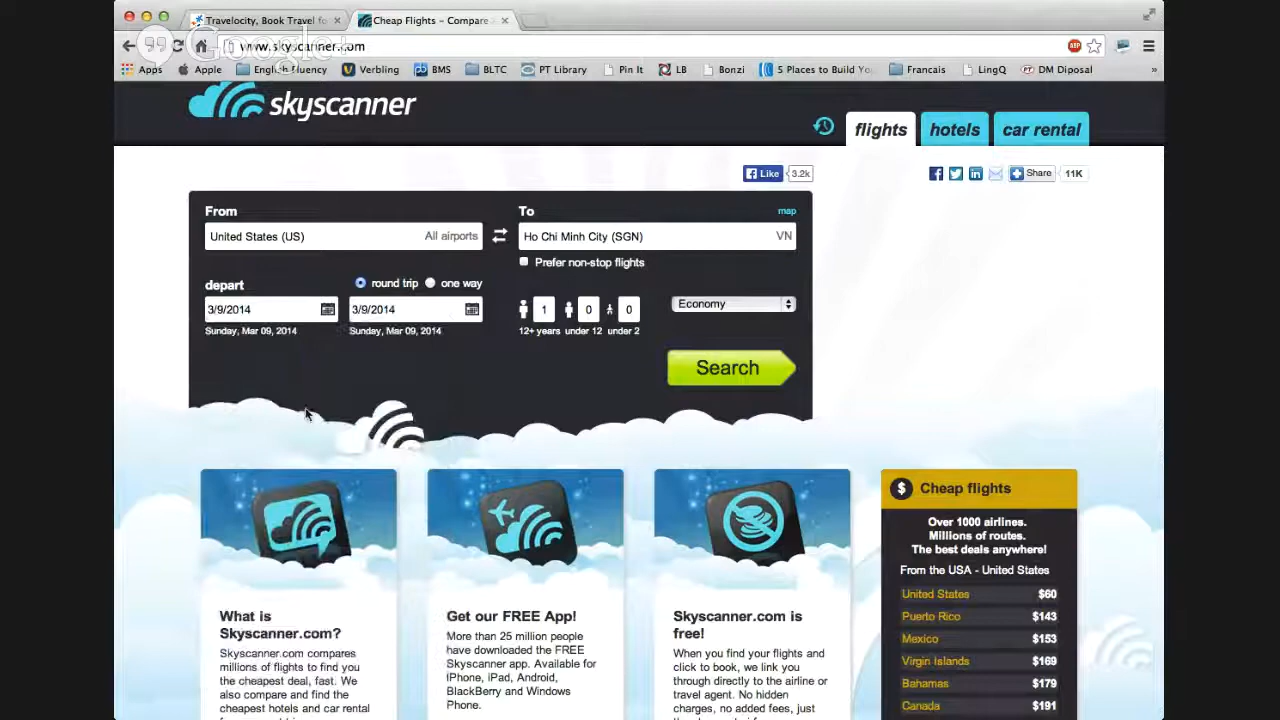 Travelocity, Book Travel fo
Cheap Flights – Compare
Google+
www.skyscanner.com
ABP
Apps
Apple
English Fluency
Verbling
BMS
BLTC
PT Library
Pin It
LB
Bonzi
5 Places to Build Yo
Francais
LingQ
DM Diposal
»
skyscanner
flights
hotels
car rental
Like
3.2k
Share
11K
From
To
map
United States (US)
All airports
Ho Chi Minh City (SGN)
VN
Prefer non-stop flights
depart
round trip
one way
3/9/2014
3/9/2014
1
0
0
Economy
Sunday, Mar 09, 2014
Sunday, Mar 09, 2014
12+ years
under 12
under 2
Search
What is
Skyscanner.com?
Skyscanner.com compares
millions of flights to find you
the cheapest deal, fast. We
also compare and find the
cheapest hotels and car rental
Get our FREE App!
More than 25 million people
have downloaded the FREE
Skyscanner app. Available for
iPhone, iPad, Android,
BlackBerry and Windows
Phone.
Skyscanner.com is
free!
When you find your flights and
click to book, we link you
through directly to the airline or
travel agent. No hidden
charges, no added fees, just
$
Cheap flights
Over 1000 airlines.
Millions of routes.
The best deals anywhere!
From the USA - United States
United States $60
Puerto Rico $143
Mexico $153
Virgin Islands $169
Bahamas $179
Canada $191